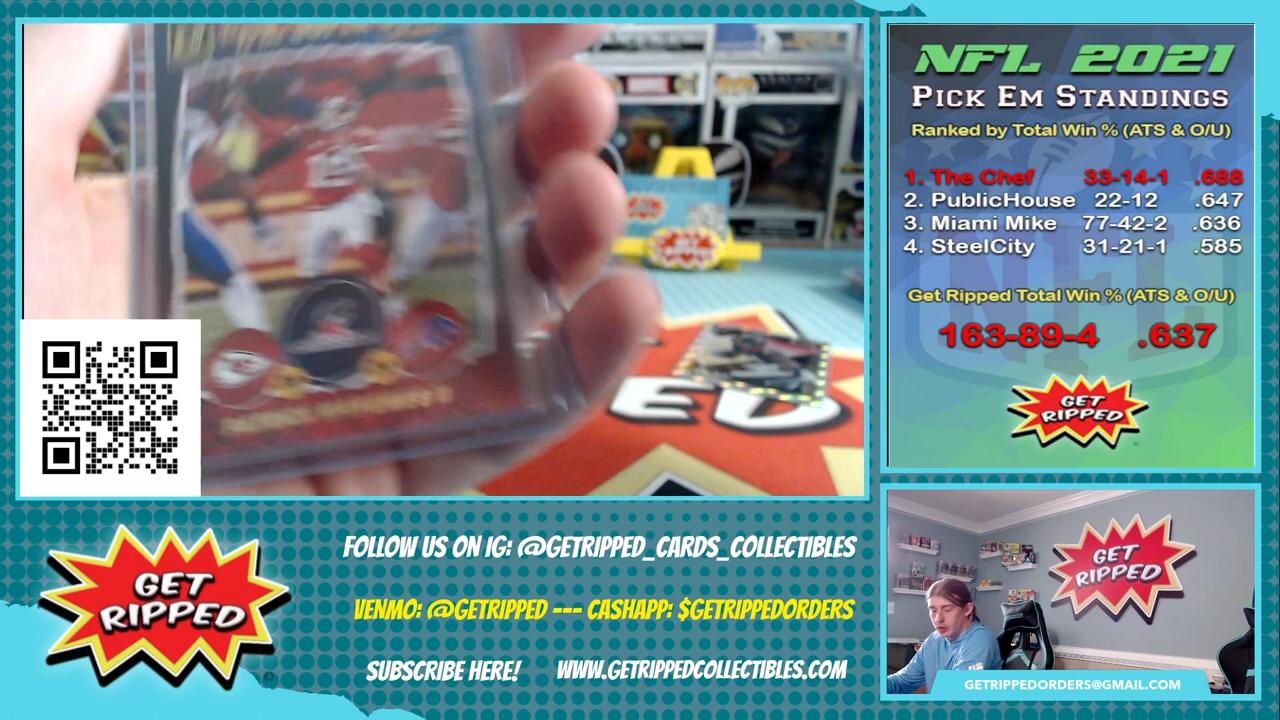 NFL 2021
PICK EM STANDINGS
Ranked by Total Win % (ATS & O/U)
1. The Chef 33-14-1 .688
2. PublicHouse 22-12 .647
3. Miami Mike 77-42-2 .636
4. SteelCity 31-21-1 .585
Get Ripped Total Win % (ATS & O/U)
163-89-4 .637
GET
RIPPED
GET
RIPPED
GETRIPPEDORDERS@GMAIL.COM
GET
RIPPED
FOLLOW US ON IG: @GETRIPPED_CARDS_COLLECTIBLES
VENMO: @GETRIPPED --- CASHAPP: $GETRIPPEDORDERS
SUBSCRIBE HERE! WWW.GETRIPPEDCOLLECTIBLES.COM